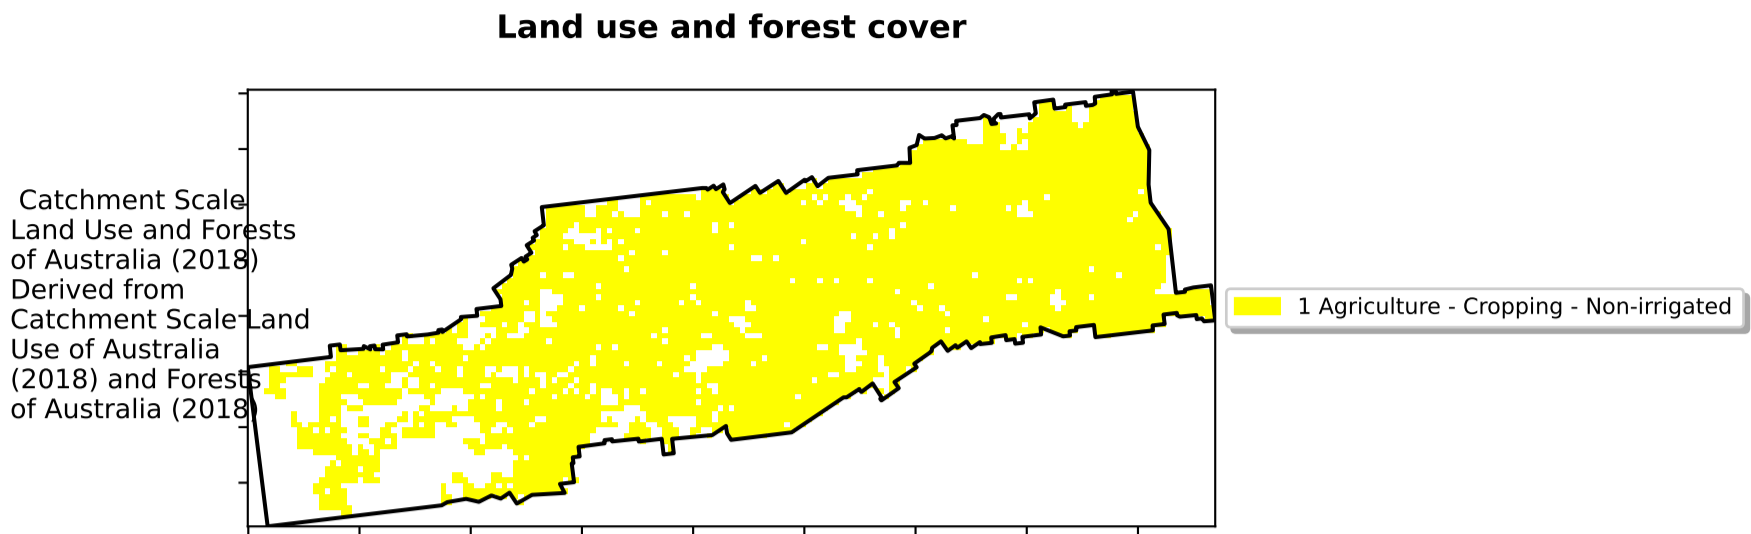 Land use and forest cover
Catchment Scale
Land Use and Forests
of Australia (2018)
Derived from
Catchment Scale Land
Use of Australia
(2018) and Forests
of Australia (2018)
1 Agriculture - Cropping - Non-irrigated